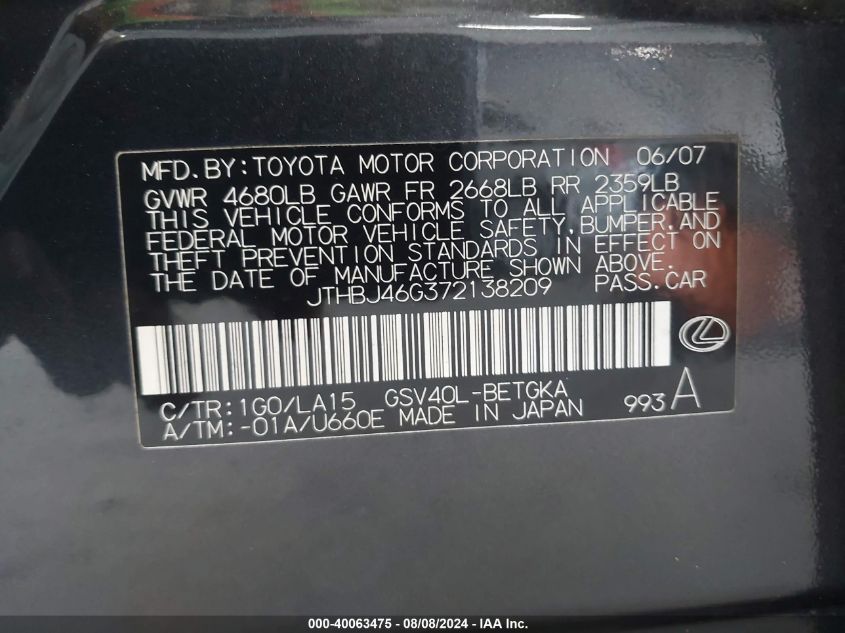 MFD.BY:TOYOTA MOTOR CORPORATION 06/07
GVWR 4680LB GAWR FR 2668LB RR 2359LB
THIS VEHICLE CONFORMS TO ALL APPLICABLE
FEDERAL MOTOR VEHICLE SAFETY,BUMPER,AND
THEFT PREVENTION STANDARDS IN EFFECT ON
THE DATE OF MANUFACTURE SHOWN ABOVE.
JTHBJ46G372138209 PASS.CAR
C/TR:1G0/LA15 GSV40L-BETGKA
A/TM:-01A/U660E MADE IN JAPAN 993A
000-40063475 - 08/08/2024 - IAA Inc.